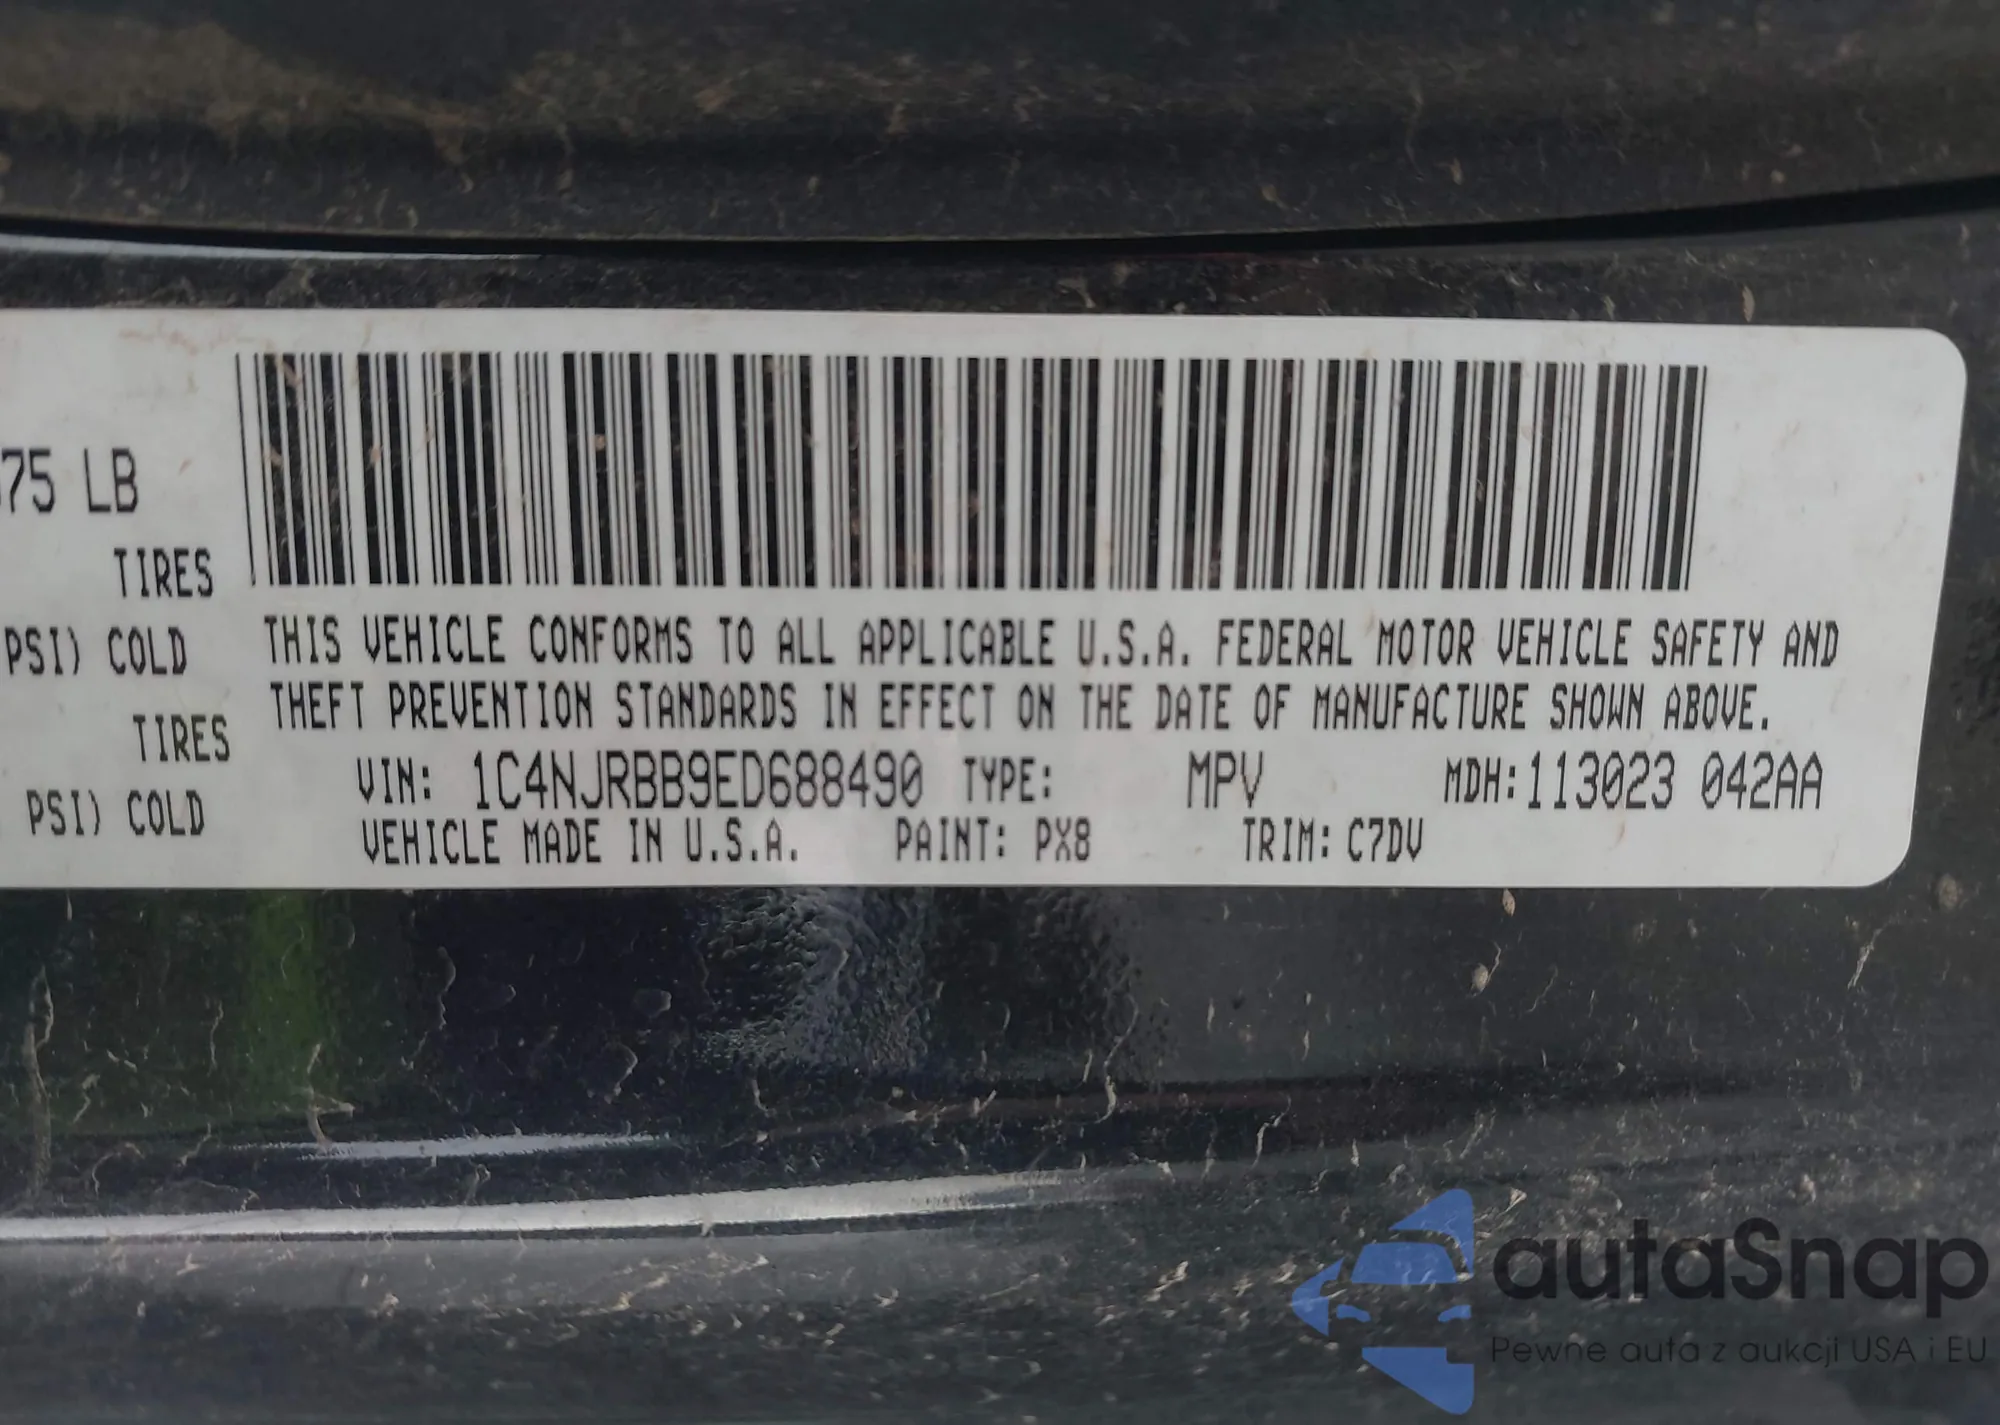 75 LB
TIRES
PSI) COLD
TIRES
PSI) COLD
THIS VEHICLE CONFORMS TO ALL APPLICABLE U.S.A. FEDERAL MOTOR VEHICLE SAFETY AND
THEFT PREVENTION STANDARDS IN EFFECT ON THE DATE OF MANUFACTURE SHOWN ABOVE.
VIN: 1C4NJRBB9ED688490 TYPE: MPV MDH:113023 042AA
VEHICLE MADE IN U.S.A. PAINT: PX8 TRIM: C7DV
autaSnap
Pewne auta z aukcji USA i EU